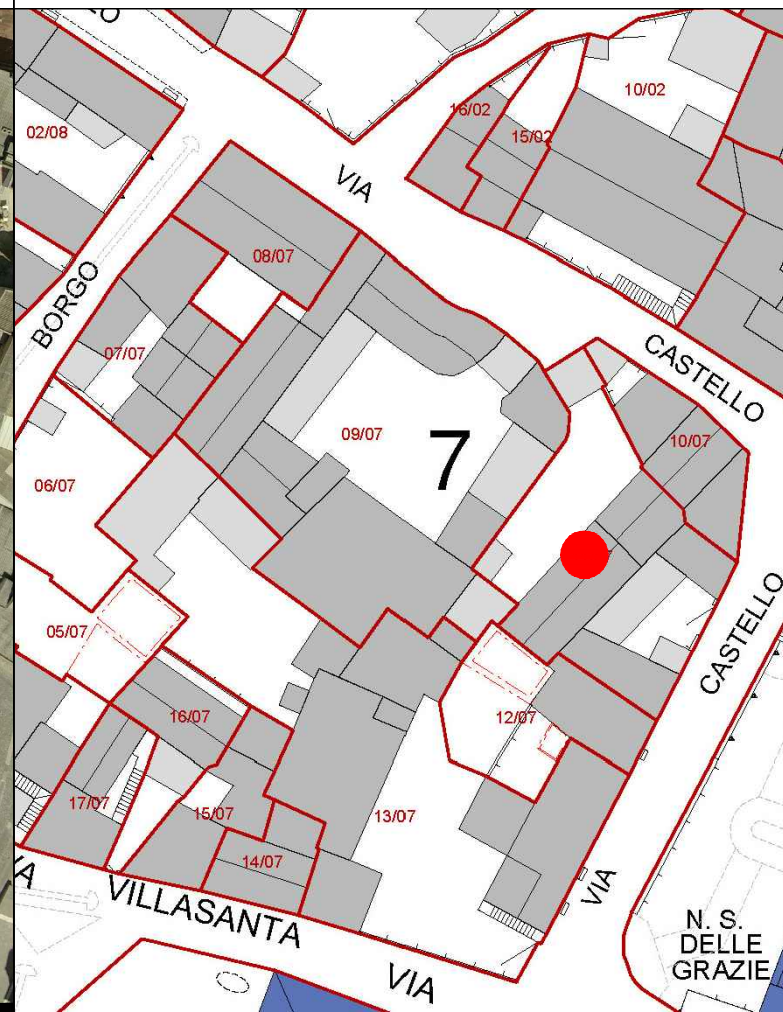 10/02
16/02
15/02
02/08
VIA
BORGO
08/07
07/07
CASTELLO
09/07
7
10/07
06/07
05/07
CASTELLO
16/07
12/07
17/07
15/07
13/07
14/07
VILLASANTA
VIA
VIA
N. S.
DELLE
GRAZIE